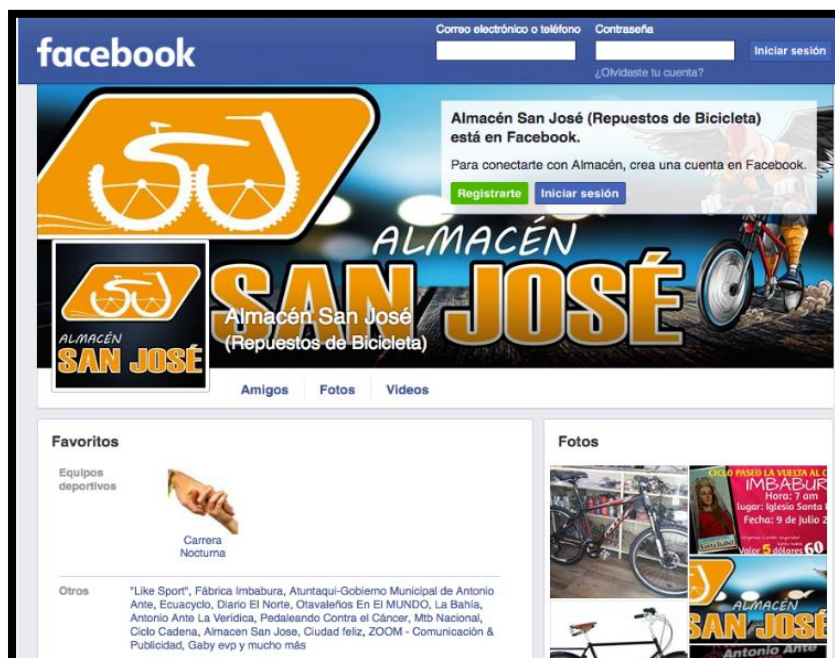 facebook
Correo electrónico o teléfono
Contraseña
Iniciar sesión
¿Olvidaste tu cuenta?
Almacén San José (Repuestos de Bicicleta)
está en Facebook.
Para conectarte con Almacén, crea una cuenta en Facebook.
Registrarte
Iniciar sesión
ALMACÉN
SAN JOSÉ
ALMACÉN
SAN JOSÉ
Almacén San José
(Repuestos de Bicicleta)
Amigos
Fotos
Videos
Favoritos
Equipos
deportivos
Carrera
Nocturna
Otros
"Like Sport", Fábrica Imbabura, Atuntaqui-Gobierno Municipal de Antonio
Ante, Ecuacyclo, Diario El Norte, Otavaleños En El MUNDO, La Bahía,
Antonio Ante La Verídica, Pedaleando Contra el Cáncer, Mtb Nacional,
Ciclo Cadena, Almacen San Jose, Ciudad feliz, ZOOM - Comunicación &
Publicidad, Gaby evp y mucho más
Fotos
CICLO PASEO LA VUELTA AL
IMBABUR
Hora: 7 am
lugar: Iglesia Santa
Fecha: 9 de julio 2
Santa Isabel
Valor 5 dólares 60
ALMACÉN
SAN JOSÉ
Antonio Ante